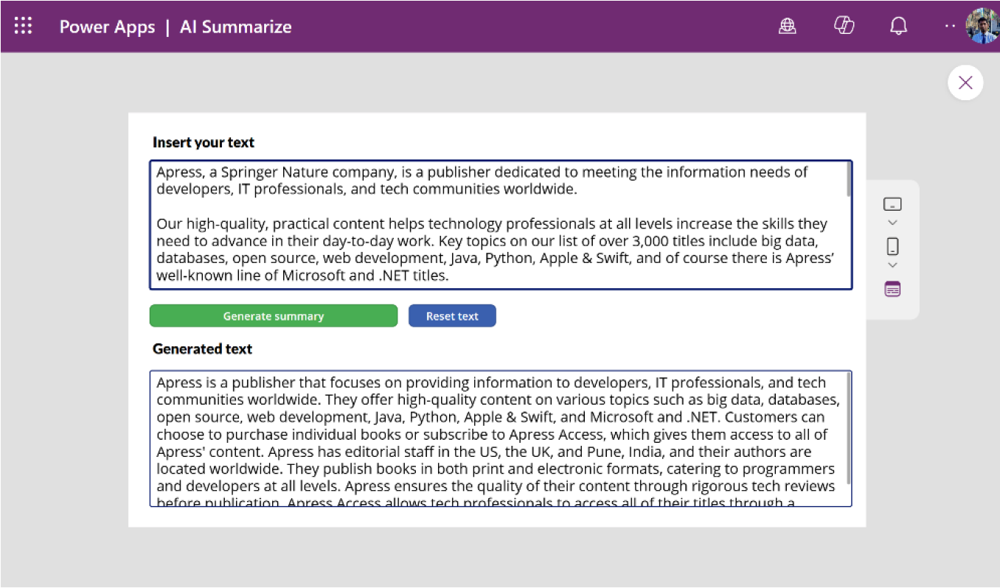 Power Apps | AI Summarize
Insert your text
Apress, a Springer Nature company, is a publisher dedicated to meeting the information needs of
developers, IT professionals, and tech communities worldwide.
Our high-quality, practical content helps technology professionals at all levels increase the skills they
need to advance in their day-to-day work. Key topics on our list of over 3,000 titles include big data,
databases, open source, web development, Java, Python, Apple & Swift, and of course there is Apress’
well-known line of Microsoft and .NET titles.
Generate summary
Reset text
Generated text
Apress is a publisher that focuses on providing information to developers, IT professionals, and tech
communities worldwide. They offer high-quality content on various topics such as big data, databases,
open source, web development, Java, Python, Apple & Swift, and Microsoft and .NET. Customers can
choose to purchase individual books or subscribe to Apress Access, which gives them access to all of
Apress' content. Apress has editorial staff in the US, the UK, and Pune, India, and their authors are
located worldwide. They publish books in both print and electronic formats, catering to programmers
and developers at all levels. Apress ensures the quality of their content through rigorous tech reviews
before publication. Apress Access allows tech professionals to access all of their titles through a